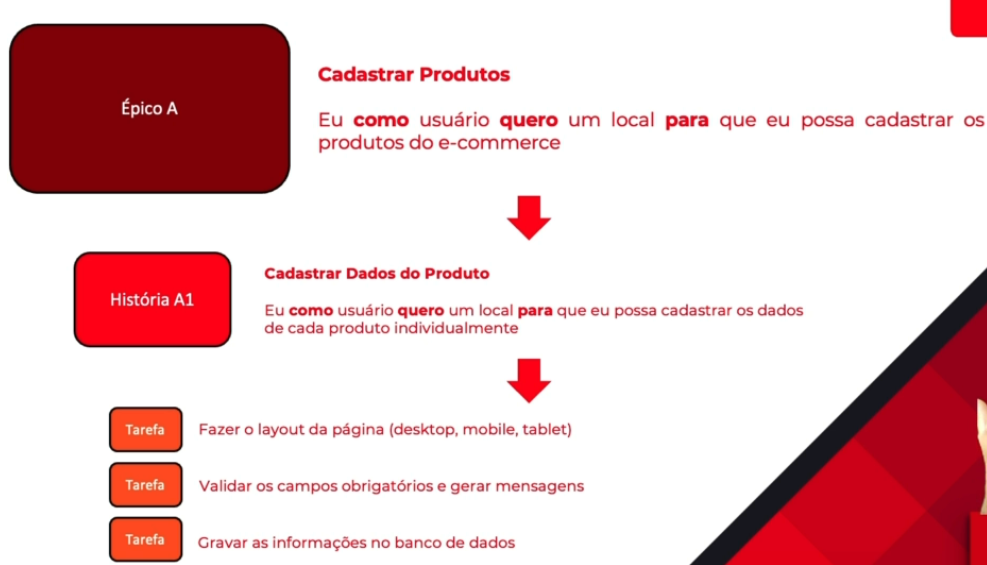 Épico A
Cadastrar Produtos
Eu como usuário quero um local para que eu possa cadastrar os
produtos do e-commerce
História A1
Cadastrar Dados do Produto
Eu como usuário quero um local para que eu possa cadastrar os dados
de cada produto individualmente
Tarefa
Fazer o layout da página (desktop, mobile, tablet)
Tarefa
Validar os campos obrigatórios e gerar mensagens
Tarefa
Gravar as informações no banco de dados